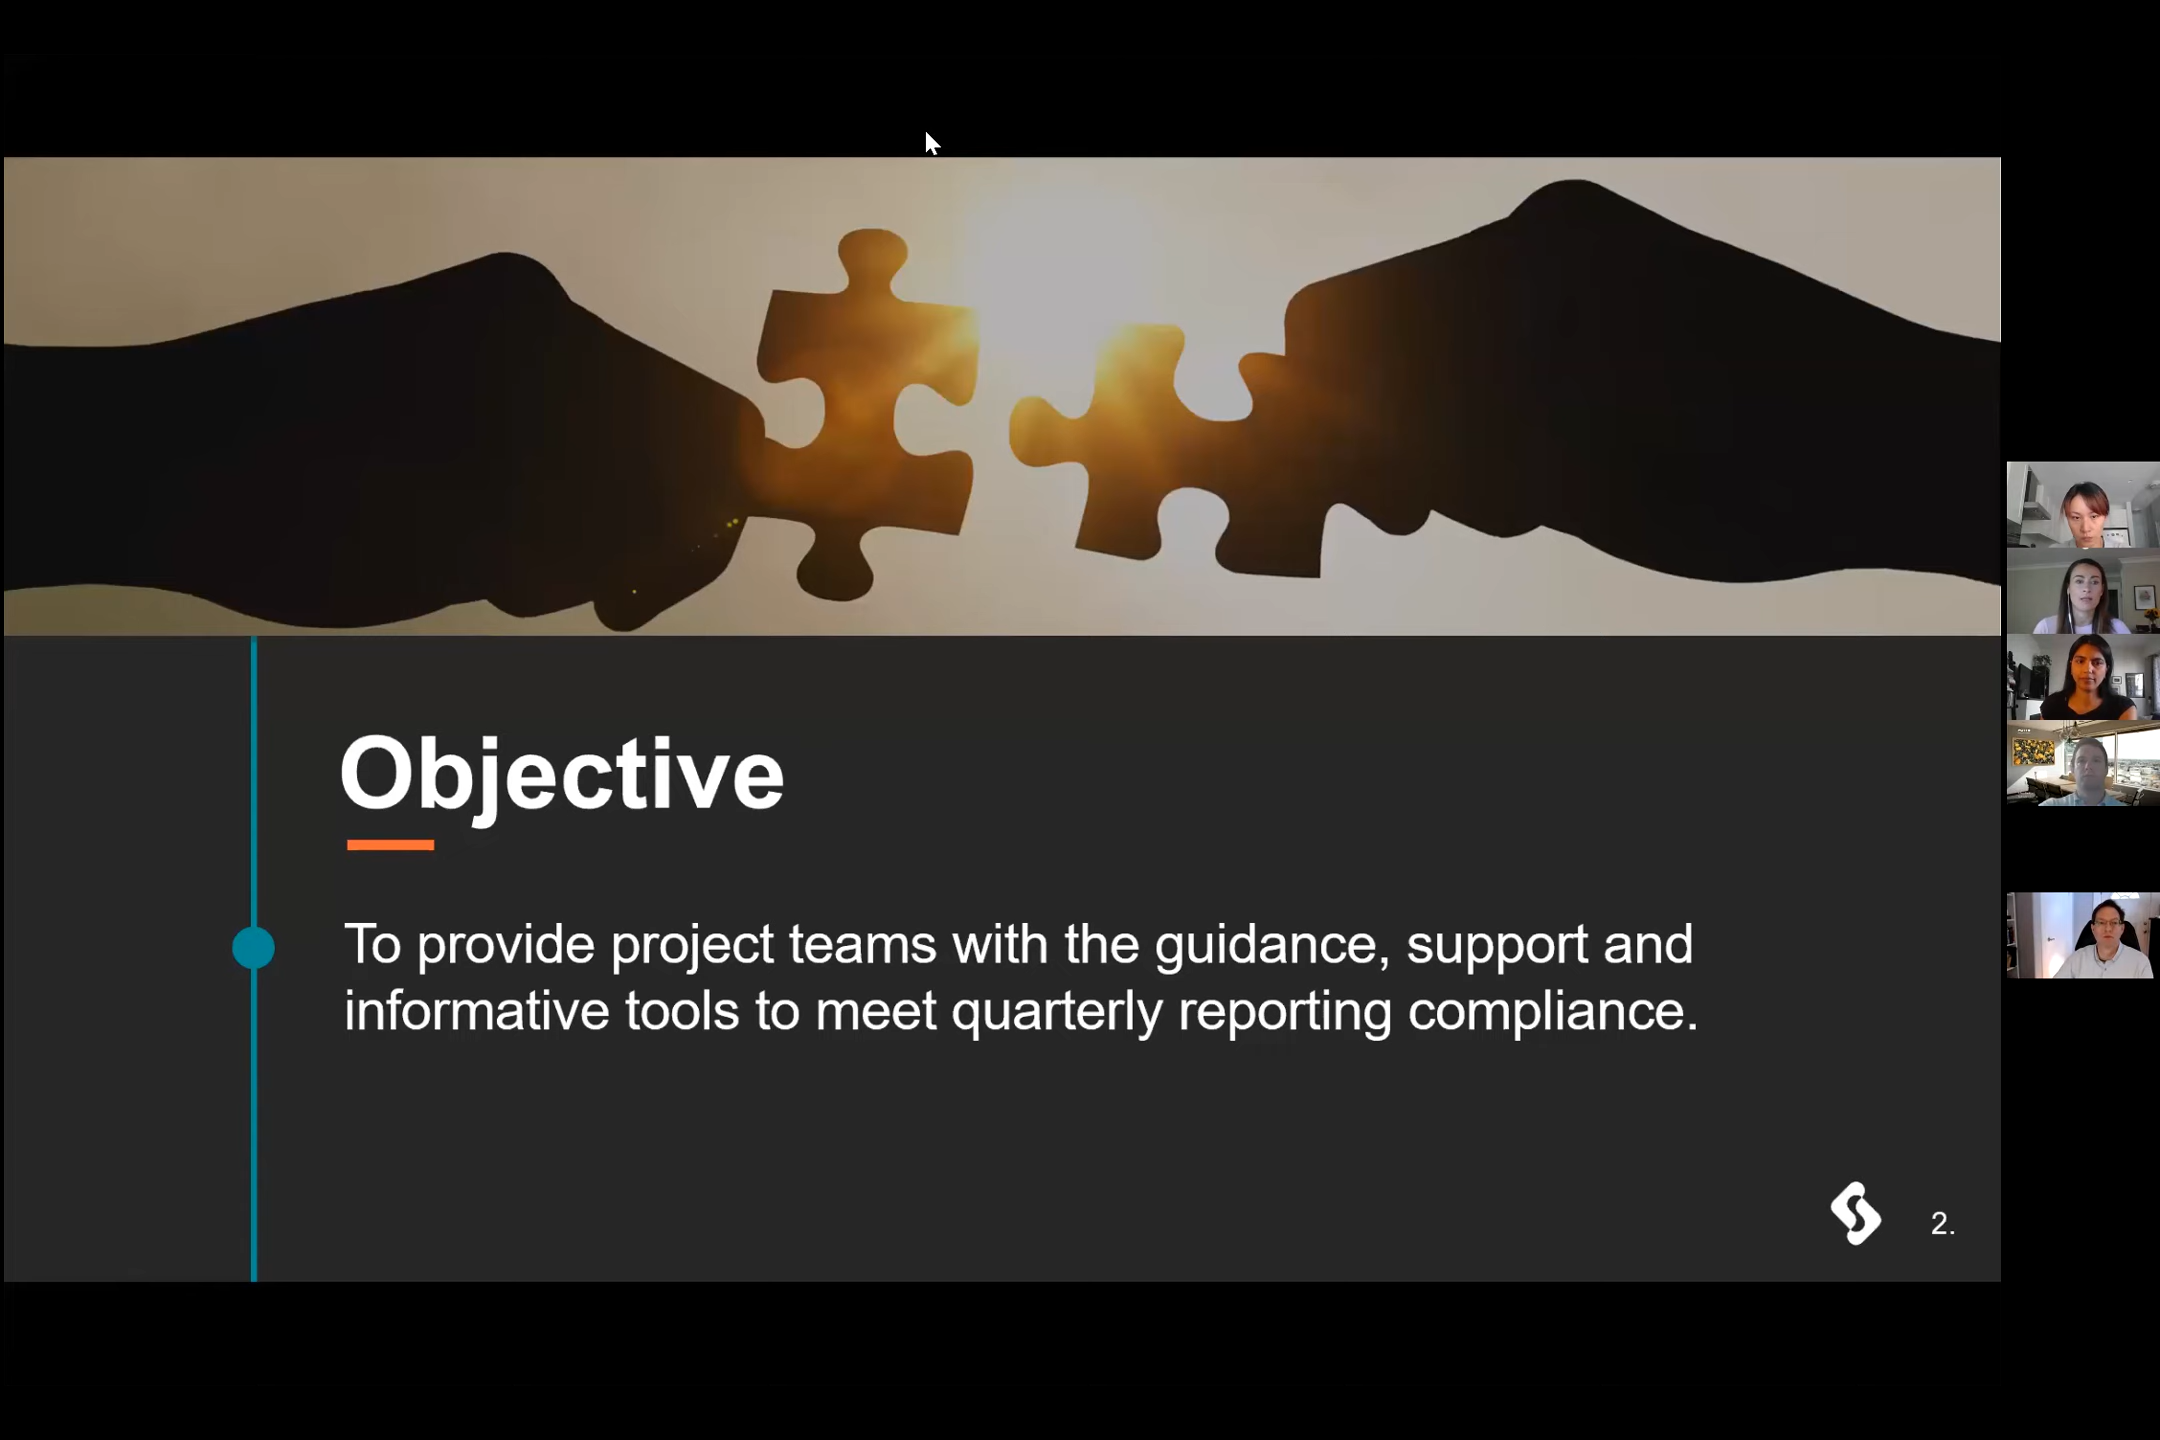 Objective
To provide project teams with the guidance, support and
informative tools to meet quarterly reporting compliance.
2.